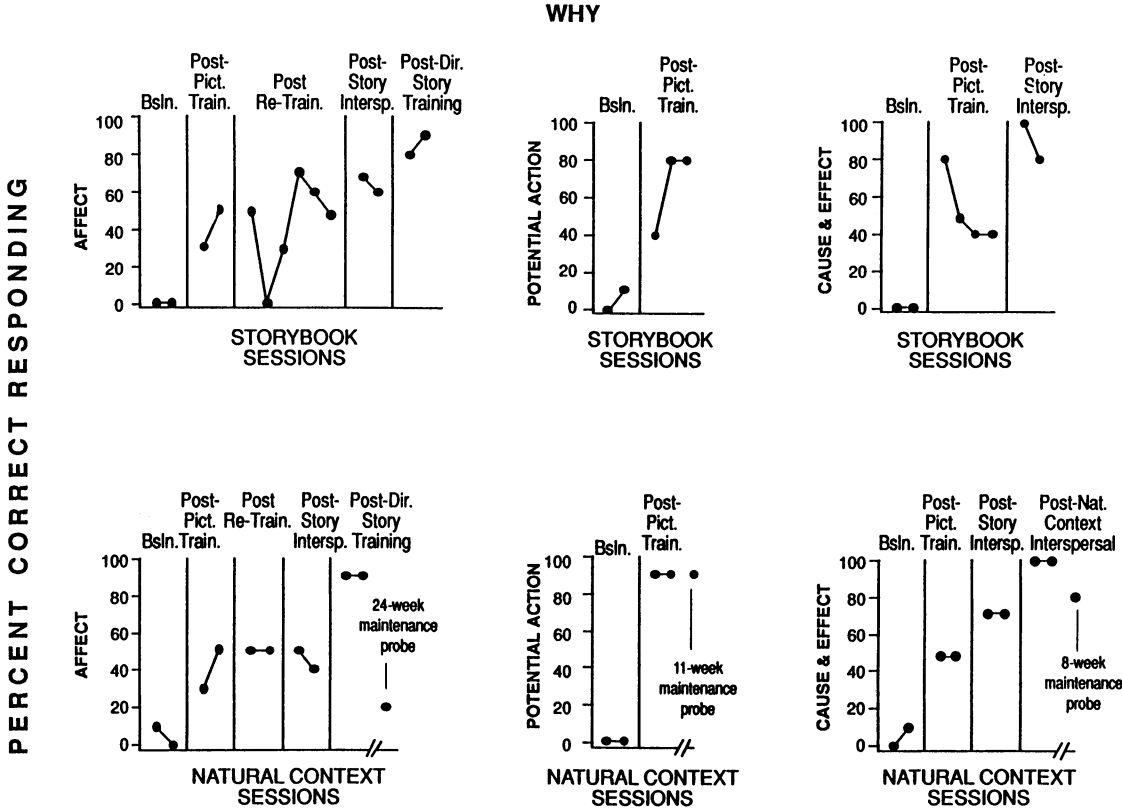 WHY
PERCENT CORRECT RESPONDING
Bsln.
Post-
Pict.
Train.
Post
Re-Train.
Post-
Story
Intersp.
Post-Dir.
Story
Training
AFFECT
100
80
60
40
20
0
STORYBOOK
SESSIONS
Bsln.
Post-
Pict.
Train.
POTENTIAL ACTION
100
80
60
40
20
0
STORYBOOK
SESSIONS
Bsln.
Post-
Pict.
Train.
Post-
Story
Intersp.
CAUSE & EFFECT
100
80
60
40
20
0
STORYBOOK
SESSIONS
Bsln.
Post-
Pict.
Train.
Post
Re-Train.
Post-
Story
Intersp.
Post-Dir.
Story
Training
AFFECT
100
80
60
40
20
0
24-week
maintenance
probe
NATURAL CONTEXT
SESSIONS
Bsln.
Post-
Pict.
Train.
POTENTIAL ACTION
100
80
60
40
20
0
11-week
maintenance
probe
NATURAL CONTEXT
SESSIONS
Bsln.
Post-
Pict.
Train.
Post-
Story
Intersp.
Post-Nat.
Context
Interspersal
CAUSE & EFFECT
100
80
60
40
20
0
8-week
maintenance
probe
NATURAL CONTEXT
SESSIONS